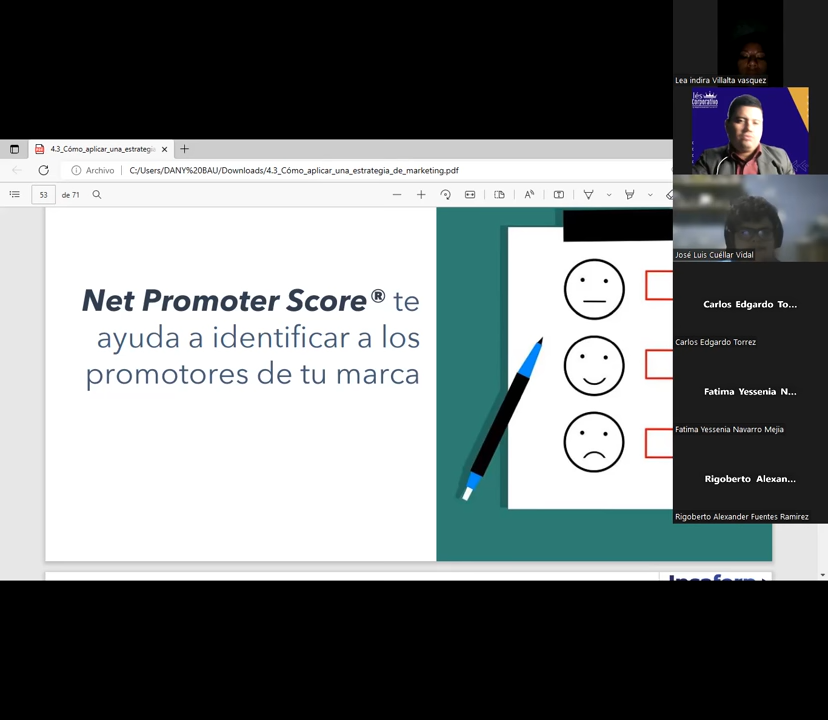 Lea indira Villalta vasquez
Corporativo
4.3_Cómo_aplicar_una_estrategi
Archivo
C:/Users/DANY%20BAU/Downloads/4.3_Cómo_aplicar_una_estrategia_de_marketing.pdf
53
de 71
Net Promoter Score® te
ayuda a identificar a los
promotores de tu marca
José Luis Cuéllar Vidal
Carlos Edgardo To...
Carlos Edgardo Torrez
Fatima Yessenia N...
Fatima Yessenia Navarro Mejia
Rigoberto Alexan...
Rigoberto Alexander Fuentes Ramirez